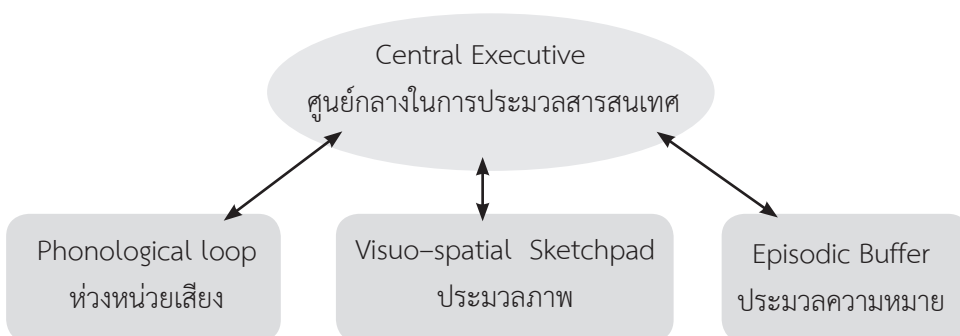 Central Executive
ศูนย์กลางในการประมวลสารสนเทศ
Phonological loop
ห่วงหน่วยเสียง
Visuo–spatial Sketchpad
ประมวลภาพ
Episodic Buffer
ประมวลความหมาย